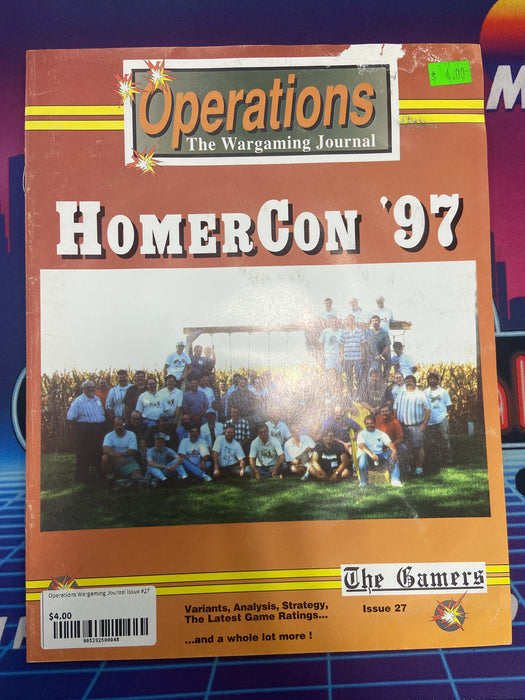 $ 4.00
Operations
The Wargaming Journal
HomerCon '97
The Gamers
Issue 27
Variants, Analysis, Strategy,
The Latest Game Ratings...
...and a whole lot more !
Operations Wargaming Journal Issue #27
$4.00